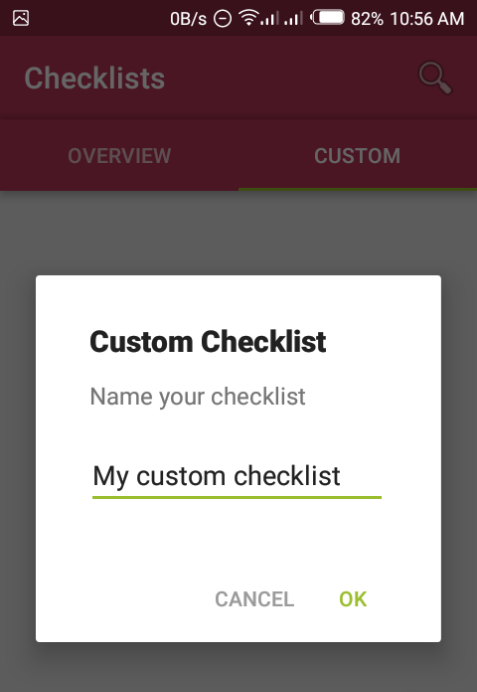 0B/s 82% 10:56 AM
Checklists
OVERVIEW CUSTOM
Custom Checklist
Name your checklist
My custom checklist
CANCEL OK